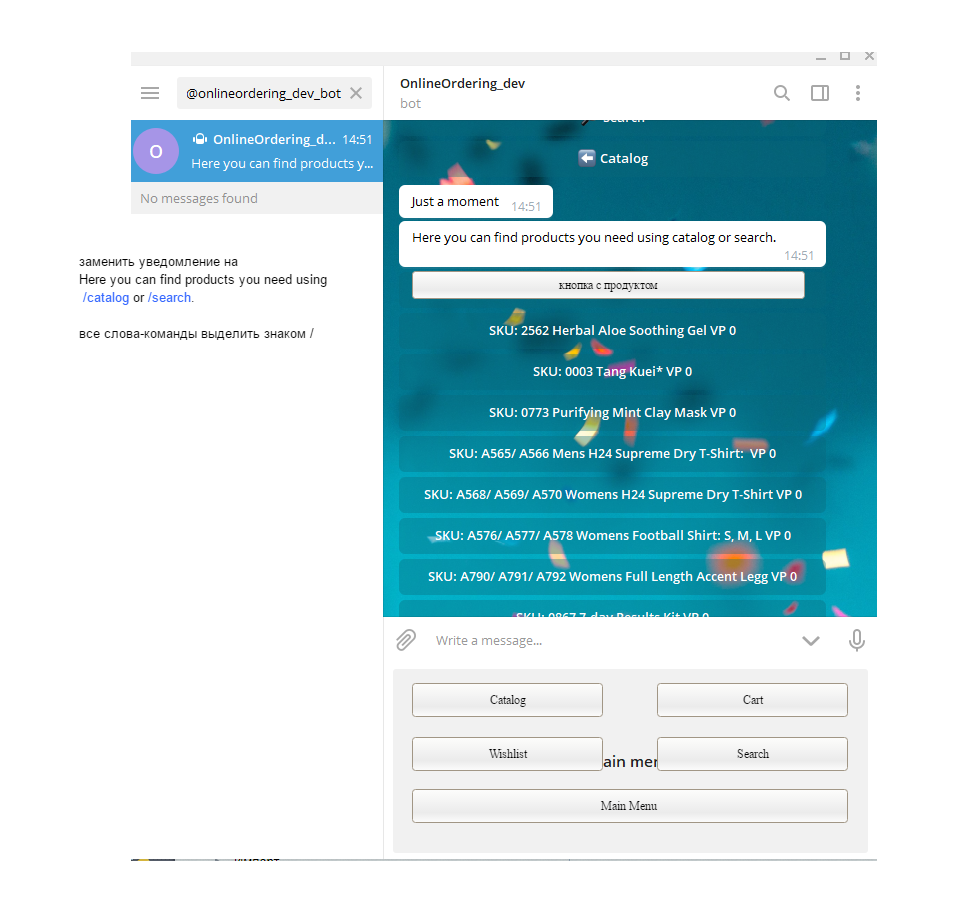 @onlineordering_dev_bot
OnlineOrdering_dev
bot
OnlineOrdering_d... 14:51
Here you can find products y...
No messages found
O
Search
Catalog
Just a moment 14:51
Here you can find products you need using catalog or search.
14:51
заменить уведомление на
Here you can find products you need using
/catalog or /search.
все слова-команды выделить знаком /
кнопка с продуктом
SKU: 2562 Herbal Aloe Soothing Gel VP 0
SKU: 0003 Tang Kuei* VP 0
SKU: 0773 Purifying Mint Clay Mask VP 0
SKU: A565/ A566 Mens H24 Supreme Dry T-Shirt: VP 0
SKU: A568/ A569/ A570 Womens H24 Supreme Dry T-Shirt VP 0
SKU: A576/ A577/ A578 Womens Football Shirt: S, M, L VP 0
SKU: A790/ A791/ A792 Womens Full Length Accent Legg VP 0
SKU: 0867 7-day Results Kit VP 0
Write a message...
Catalog
Cart
Wishlist
ain mer
Search
Main Menu